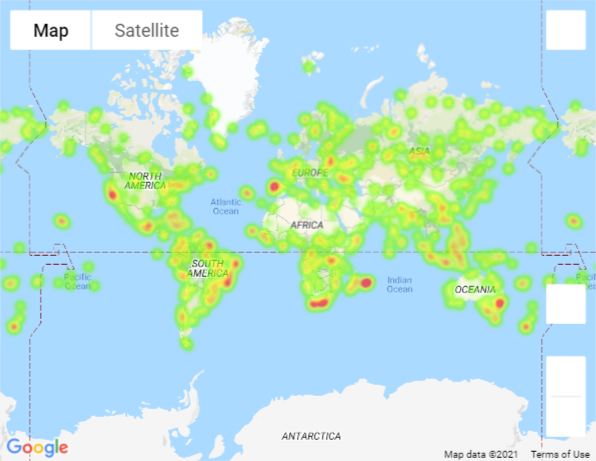 Map Satellite
NORTH
AMERICA
EUROPE
ASIA
Atlantic
Ocean
AFRICA
SOUTH
AMERICA
Pacific
Ocean
Indian
Ocean
OCEANIA
Pacific
Ocean
ANTARCTICA
Google
Map data ©2021 Terms of Use